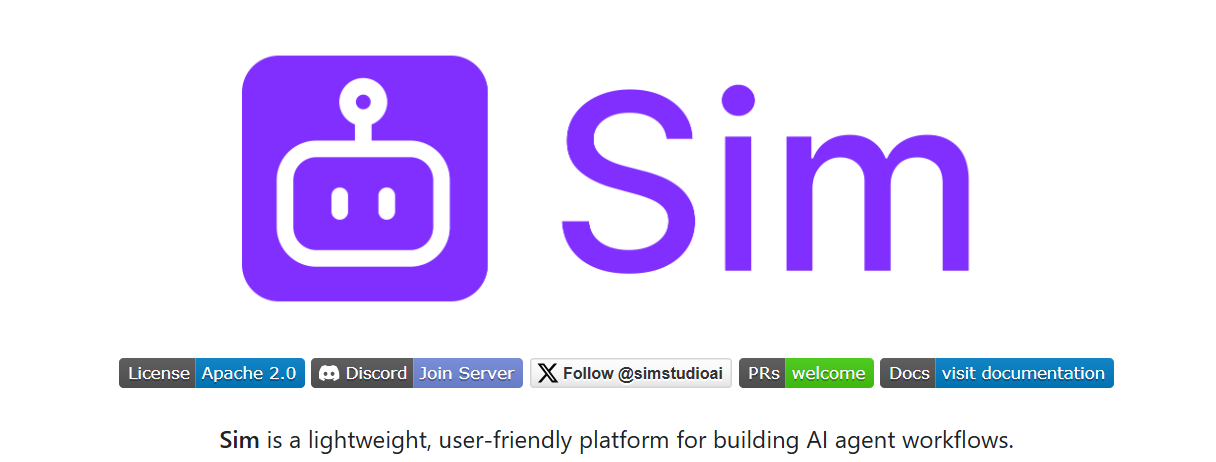 Sim
License Apache 2.0 Discord Join Server Follow @simstudioai PRs welcome Docs visit documentation
Sim is a lightweight, user-friendly platform for building AI agent workflows.